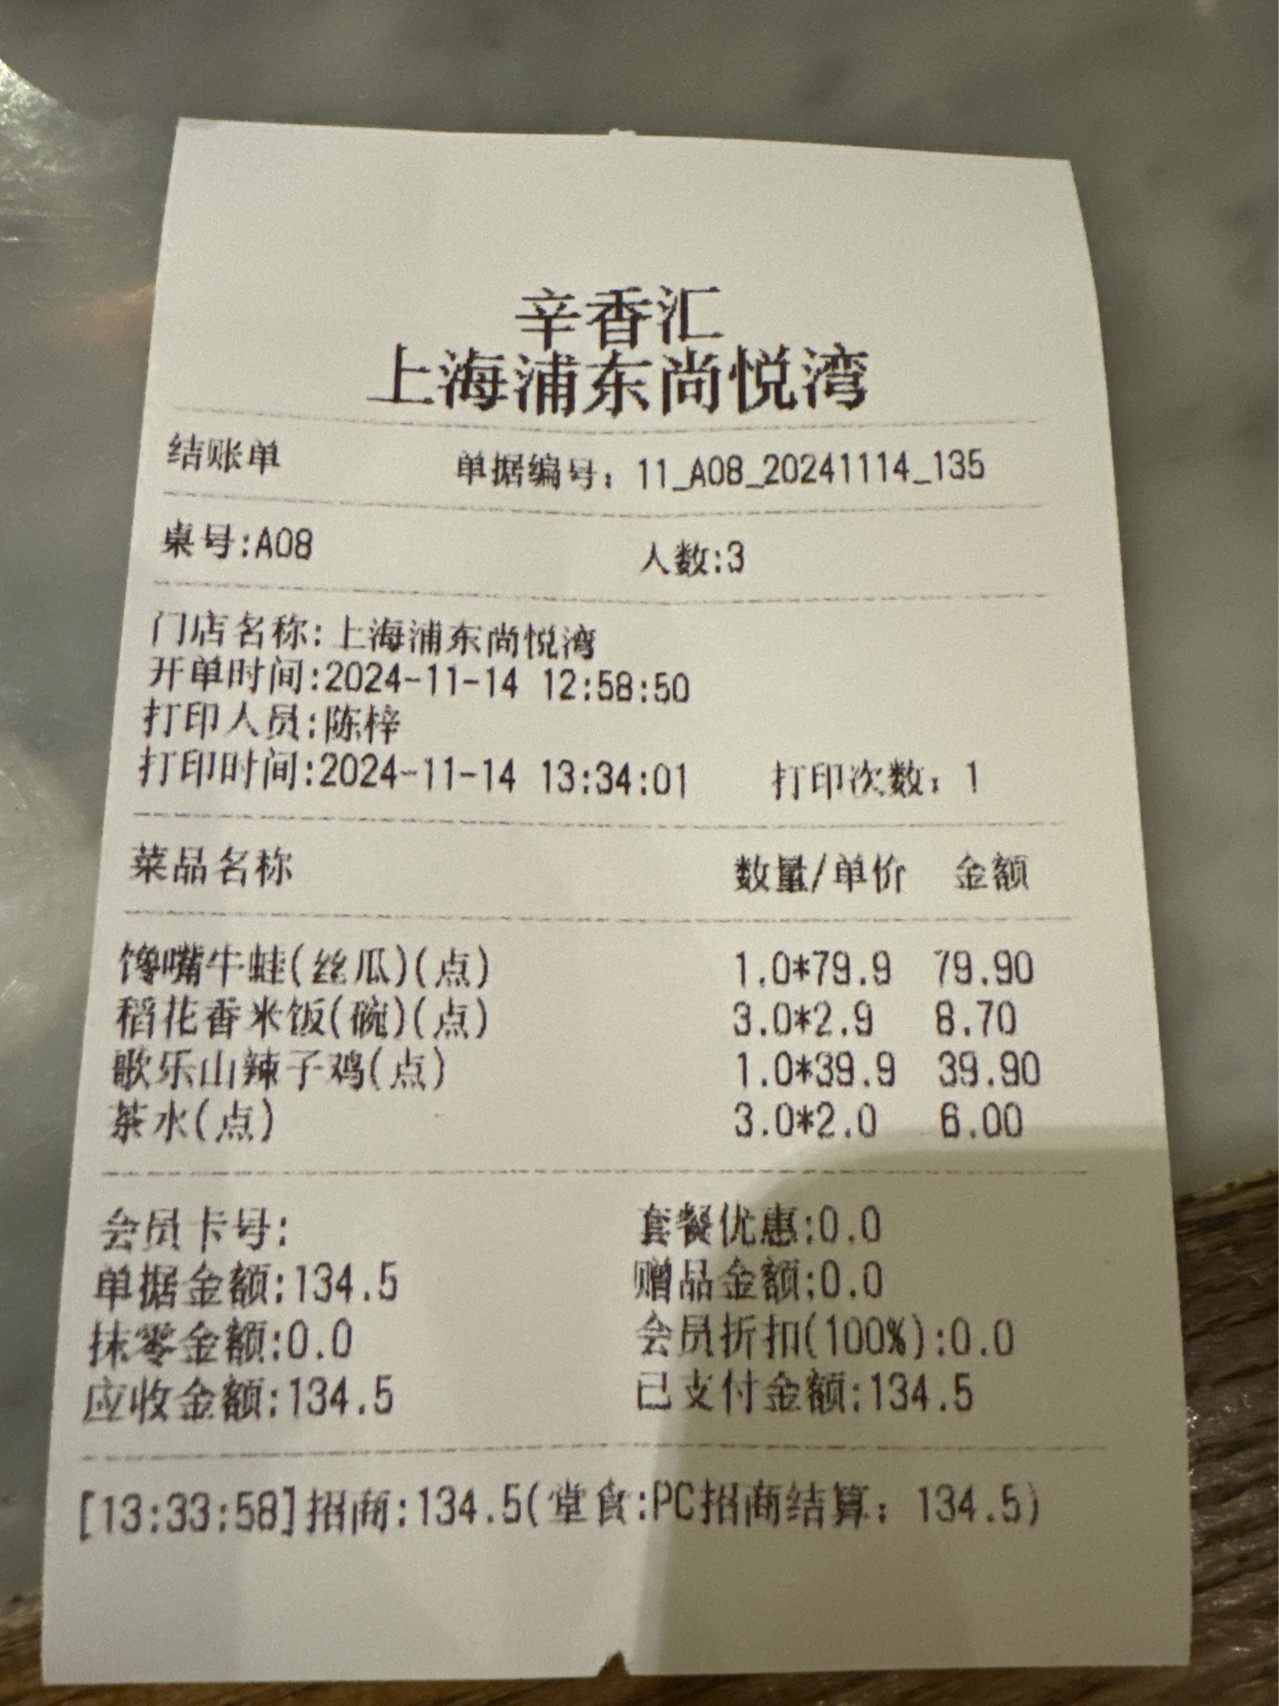 辛香汇
上海浦东尚悦湾
结账单 单据编号：11_A08_20241114_135
桌号:A08 人数:3
门店名称:上海浦东尚悦湾
开单时间:2024-11-14 12:58:50
打印人员:陈梓
打印时间:2024-11-14 13:34:01 打印次数：1
菜品名称 数量/单价 金额
馋嘴牛蛙(丝瓜)(点) 1.0*79.9 79.90
稻花香米饭(碗)(点) 3.0*2.9 8.70
歌乐山辣子鸡(点) 1.0*39.9 39.90
茶水(点) 3.0*2.0 6.00
会员卡号: 套餐优惠:0.0
单据金额:134.5 赠品金额:0.0
抹零金额:0.0 会员折扣(100%):0.0
应收金额:134.5 已支付金额:134.5
[13:33:58]招商:134.5(堂食:PC招商结算：134.5)